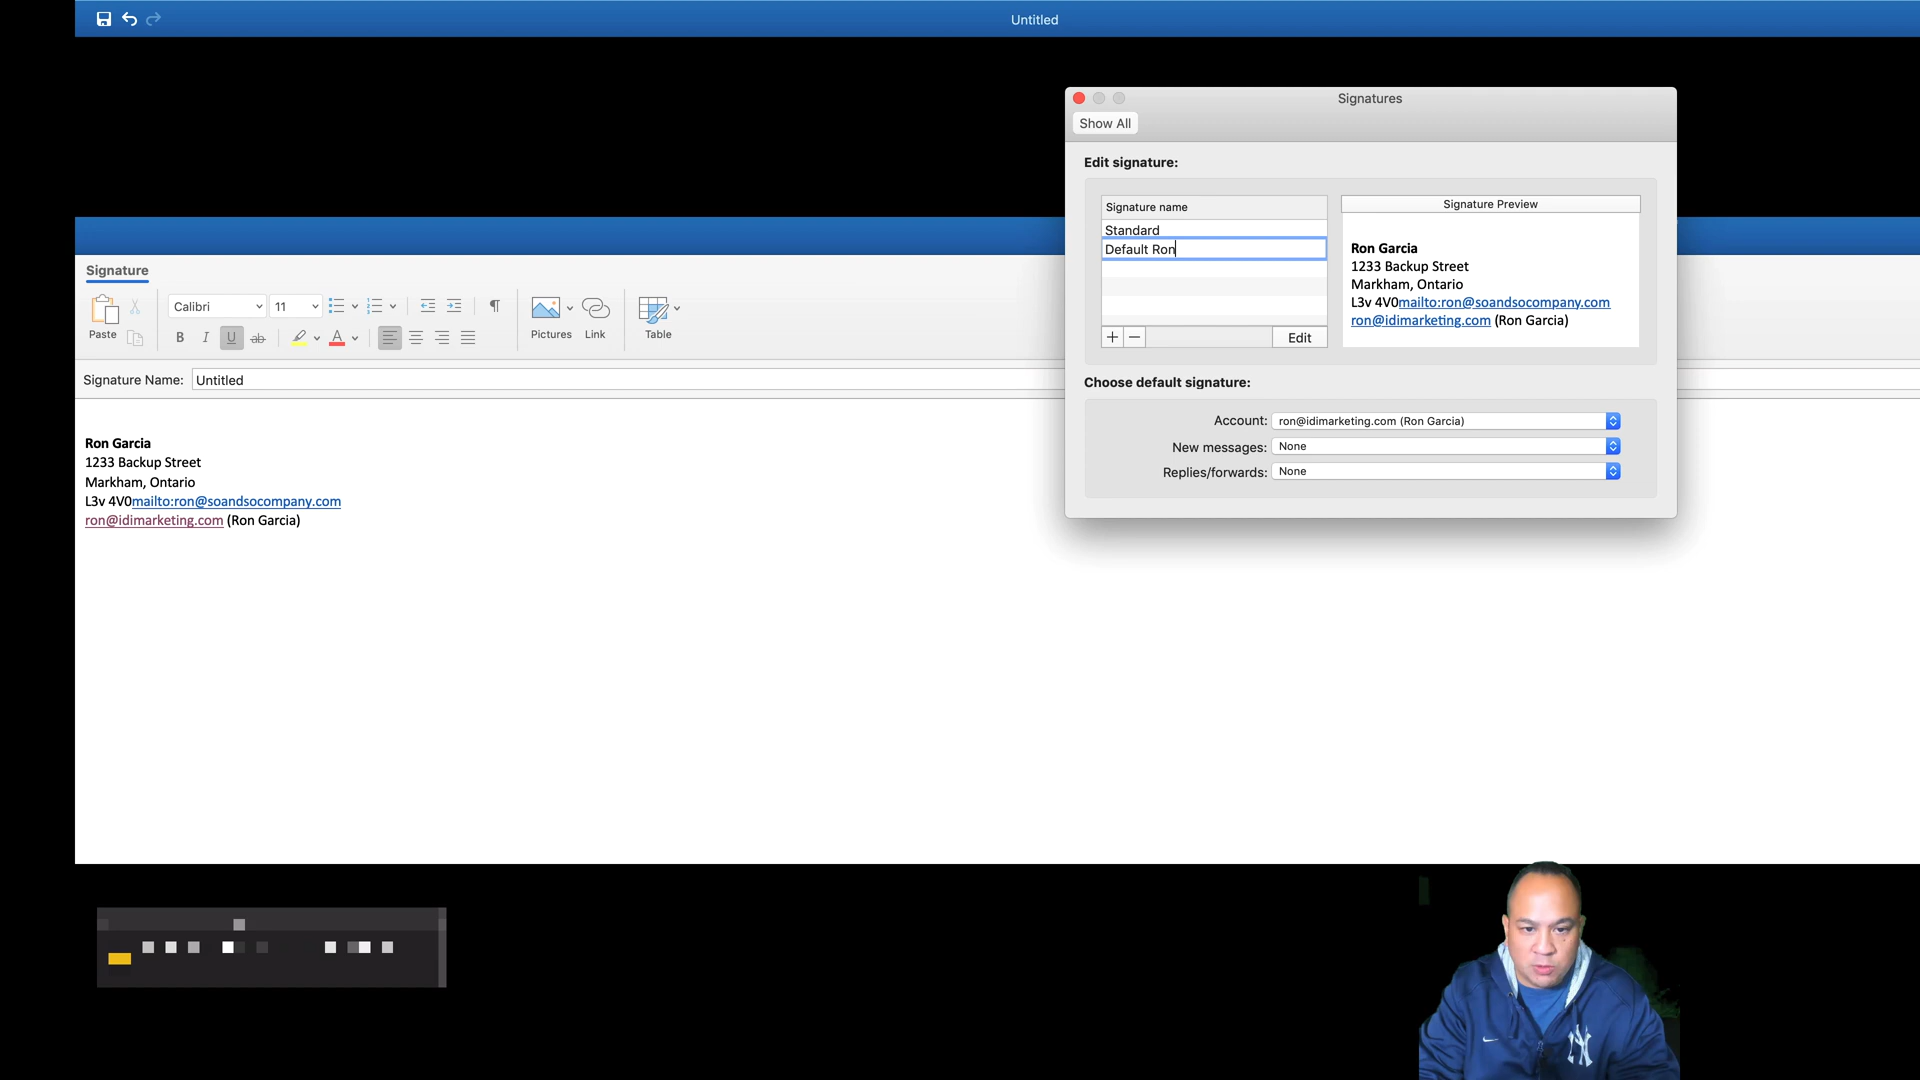 Untitled
Signatures
Show All
Edit signature:
Signature name
Standard
Default Ron
Edit
Signature Preview
Ron Garcia
1233 Backup Street
Markham, Ontario
L3v 4V0mailto:ron@soandsocompany.com
ron@idimarketing.com (Ron Garcia)
Choose default signature:
Account: ron@idimarketing.com (Ron Garcia)
New messages: None
Replies/forwards: None
Signature
Paste
Calibri
11
B I U ab
A
Pictures
Link
Table
Signature Name: Untitled
Ron Garcia
1233 Backup Street
Markham, Ontario
L3v 4V0mailto:ron@soandsocompany.com
ron@idimarketing.com (Ron Garcia)
NY